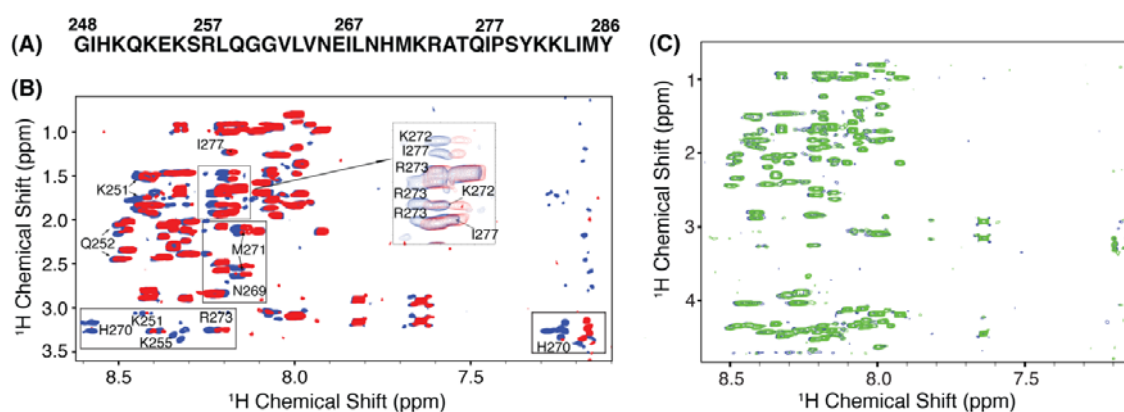 248 257 267 277 286
(A) GIHKQKEKSRLQGGVLVNEILNHMKRATQIPSYKKLIMY
(B)
(C)
1.0
1.5
2.0
2.5
3.0
3.5
¹H Chemical Shift (ppm)
I277
K251
Q252
M271
N269
K251
R273
H270
K255
K272
I277
R273
R273
K272
R273
I277
H270
8.5 8.0 7.5
¹H Chemical Shift (ppm)
1
2
3
4
¹H Chemical Shift (ppm)
8.5 8.0 7.5
¹H Chemical Shift (ppm)